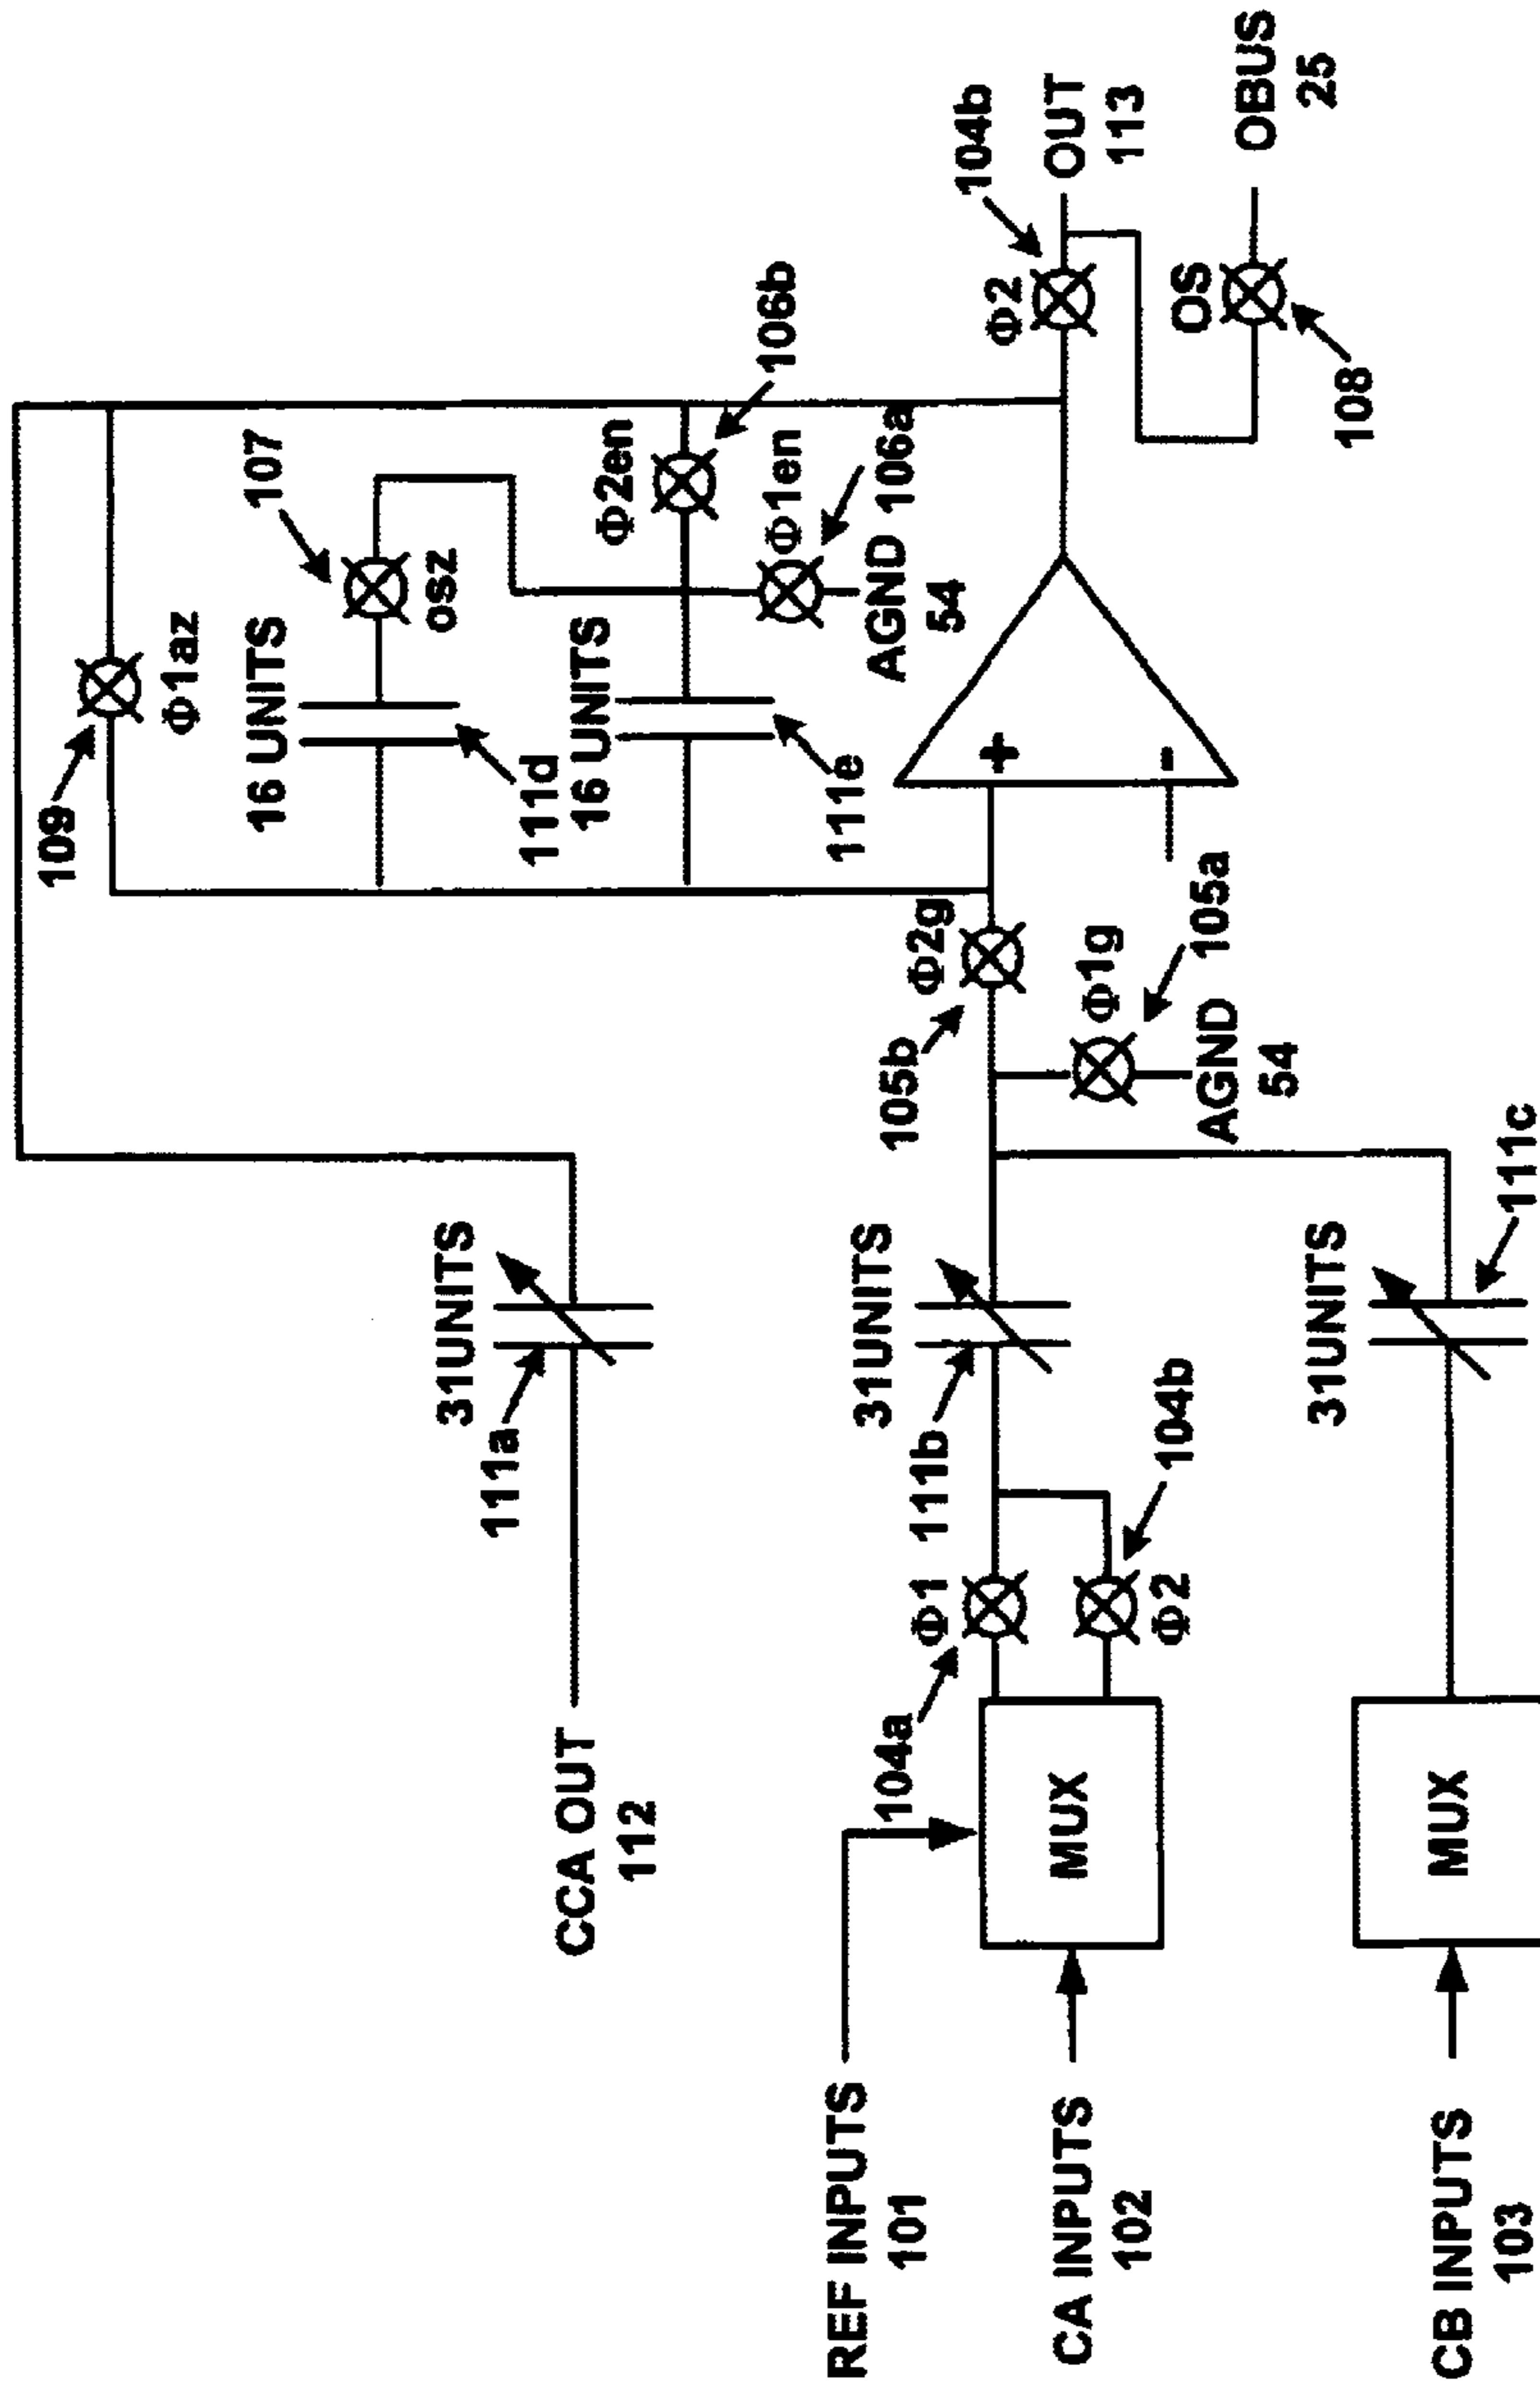 109
Φ1az
107
16 UNITS
osz
111d
16 UNITS
Φ2en
106b
111e
Φ1en
AGND 106a
54
+
-
Φ2
104b
OUT
113
OS
108
OBUS
25
31UNITS
111a
CCA OUT
112
Φ2g
105b
Φ1g
105a
AGND
54
31UNITS
111b
Φ1
104a
104b
Φ2
REF INPUTS
101
MUX
CA INPUTS
102
31UNITS
111c
MUX
CB INPUTS
103